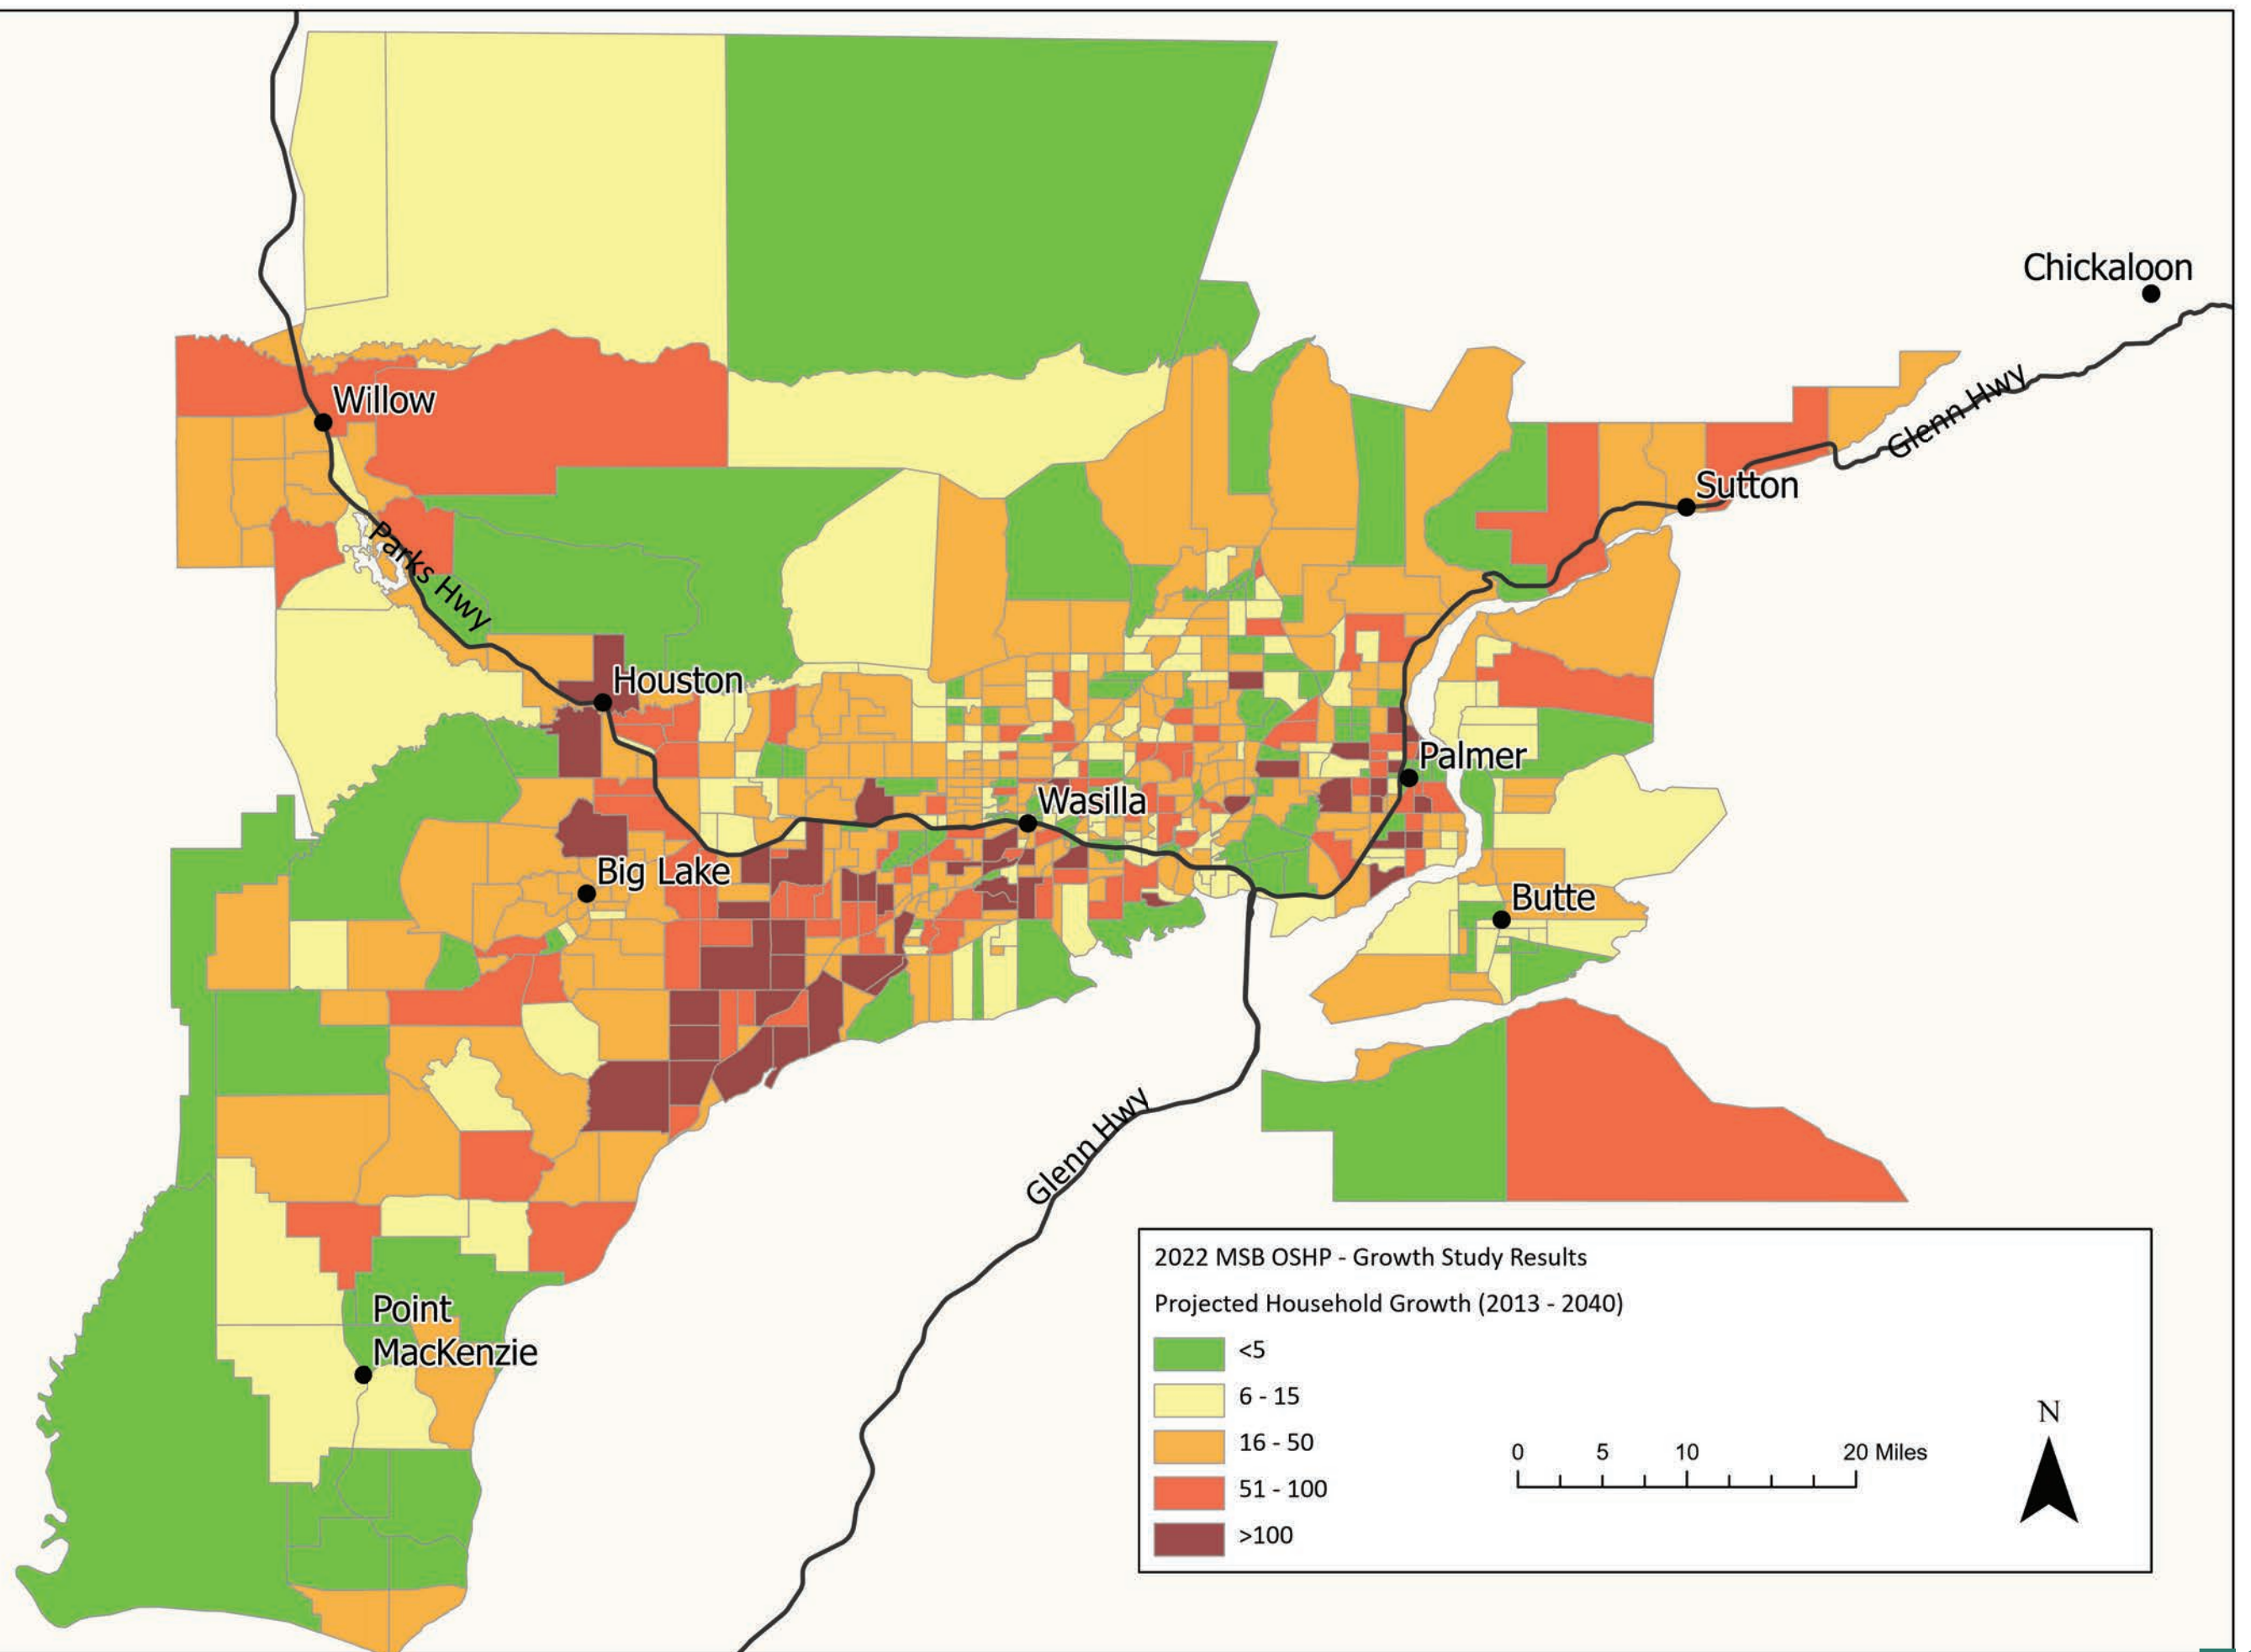 Chickaloon
Glenn Hwy
Willow
Sutton
Parks Hwy
Houston
Palmer
Wasilla
Big Lake
Butte
Glenn Hwy
Point
MacKenzie
2022 MSB OSHP - Growth Study Results
Projected Household Growth (2013 - 2040)
<5
6 - 15
16 - 50
51 - 100
>100
0 5 10 20 Miles
N